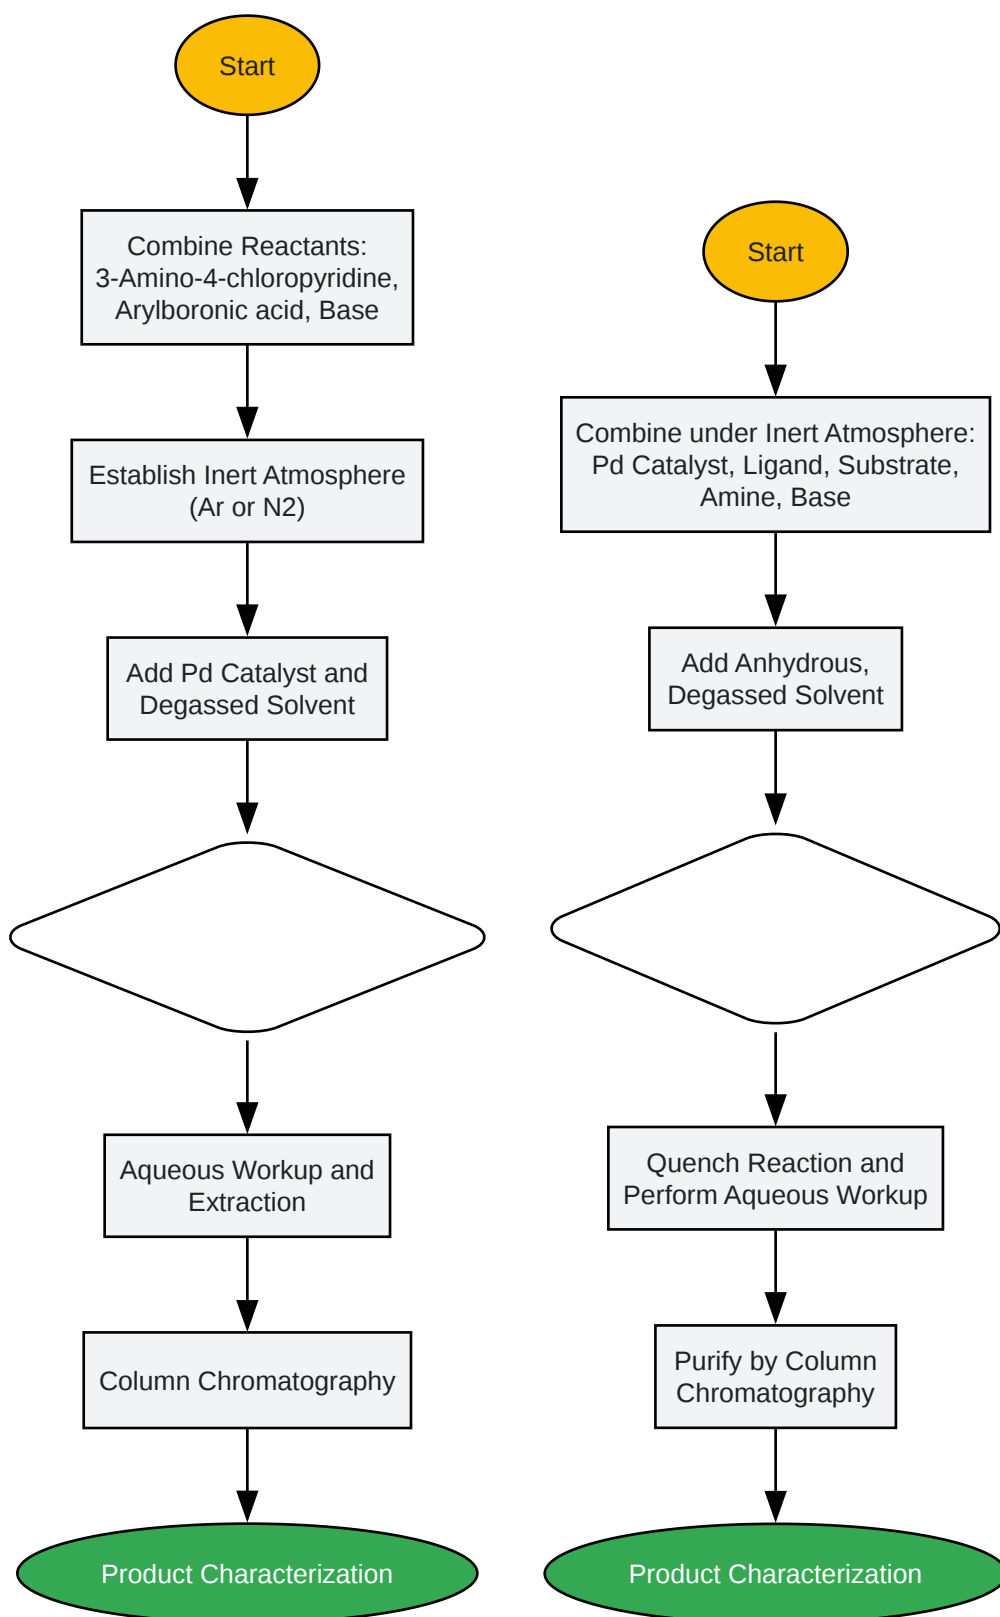 Start
Combine Reactants:
3-Amino-4-chloropyridine,
Arylboronic acid, Base
Establish Inert Atmosphere
(Ar or N2)
Add Pd Catalyst and
Degassed Solvent
Aqueous Workup and
Extraction
Column Chromatography
Product Characterization
Start
Combine under Inert Atmosphere:
Pd Catalyst, Ligand, Substrate,
Amine, Base
Add Anhydrous,
Degassed Solvent
Quench Reaction and
Perform Aqueous Workup
Purify by Column
Chromatography
Product Characterization